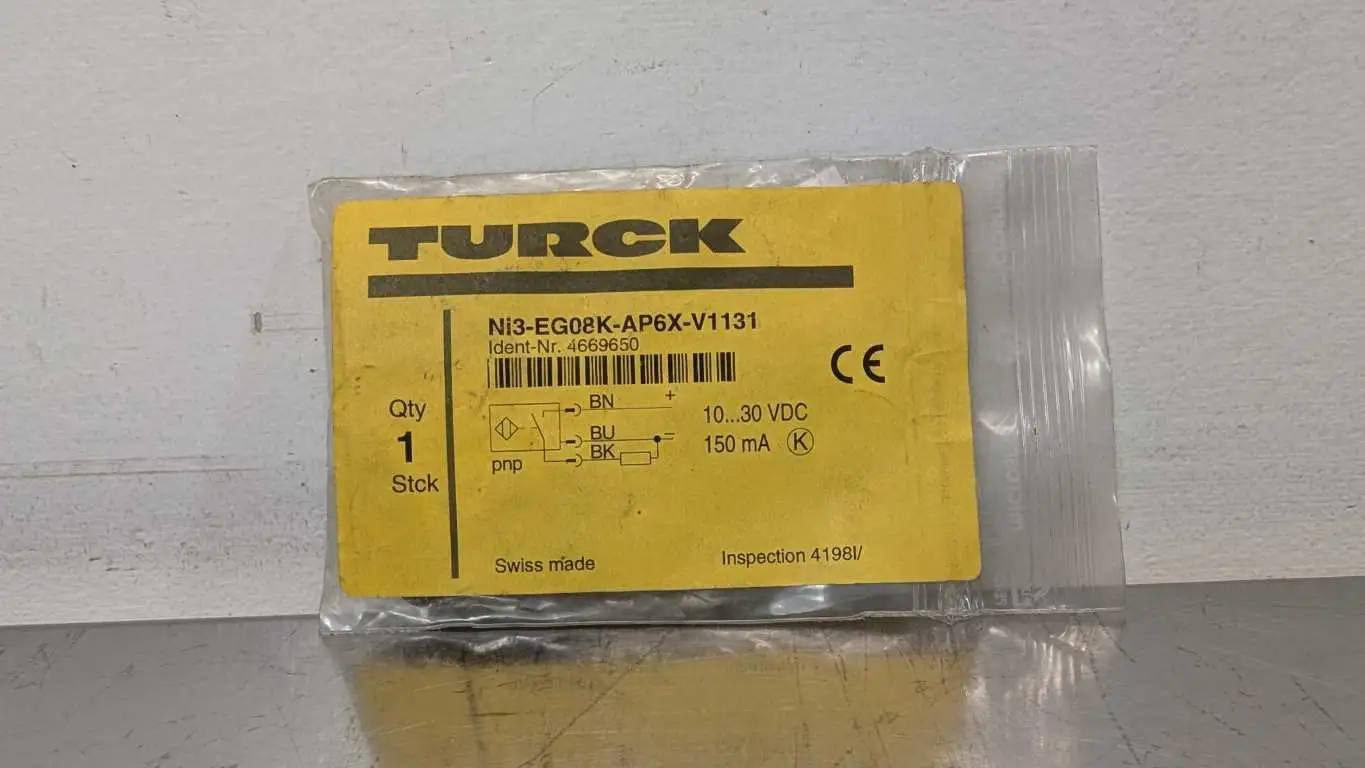 TURCK
Ni3-EG08K-AP6X-V1131
Ident-Nr. 4669650
Qty
1
Stck
BN +
BU −
BK
pnp
10...30 VDC
150 mA K
CE
Swiss made
Inspection 4198I/